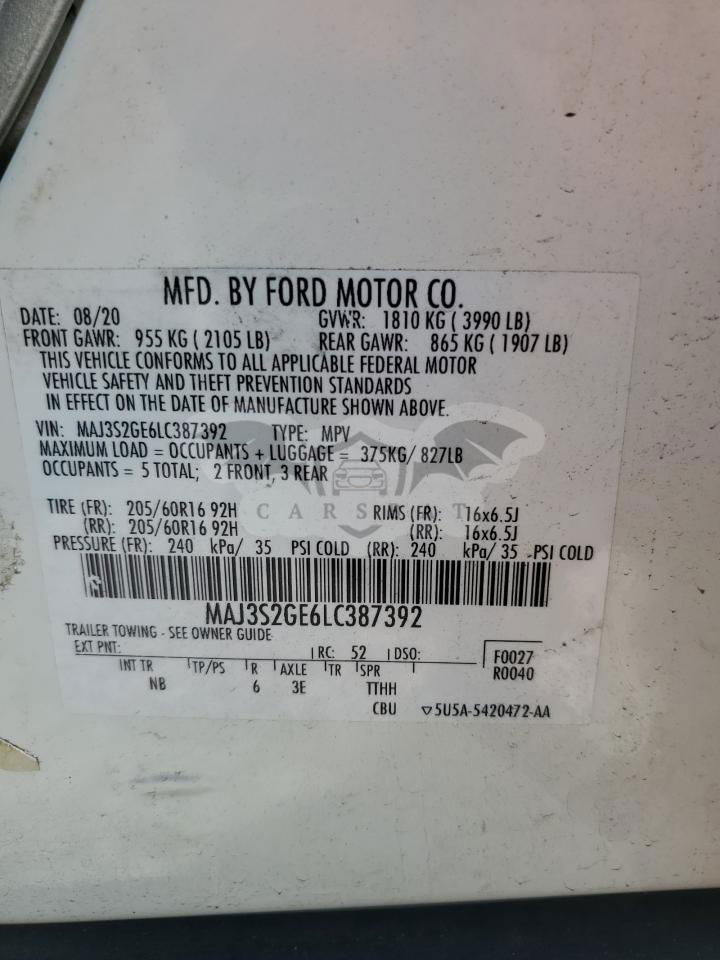 MFD. BY FORD MOTOR CO.
DATE: 08/20 GVWR: 1810 KG ( 3990 LB)
FRONT GAWR: 955 KG ( 2105 LB) REAR GAWR: 865 KG ( 1907 LB)
THIS VEHICLE CONFORMS TO ALL APPLICABLE FEDERAL MOTOR
VEHICLE SAFETY AND THEFT PREVENTION STANDARDS
IN EFFECT ON THE DATE OF MANUFACTURE SHOWN ABOVE.
VIN: MAJ3S2GE6LC387392 TYPE: MPV
MAXIMUM LOAD = OCCUPANTS + LUGGAGE = 375KG/ 827LB
OCCUPANTS = 5 TOTAL; 2 FRONT, 3 REAR
TIRE (FR): 205/60R16 92H RIMS (FR): 16x6.5J
(RR): 205/60R16 92H (RR): 16x6.5J
PRESSURE (FR): 240 kPa/ 35 PSI COLD (RR): 240 kPa/ 35 PSI COLD
MAJ3S2GE6LC387392
TRAILER TOWING - SEE OWNER GUIDE
EXT PNT: RC: 52 DSO: F0027
INT TR TP/PS R AXLE TR SPR R0040
NB 6 3E TTHH
CBU ▽5U5A-5420472-AA